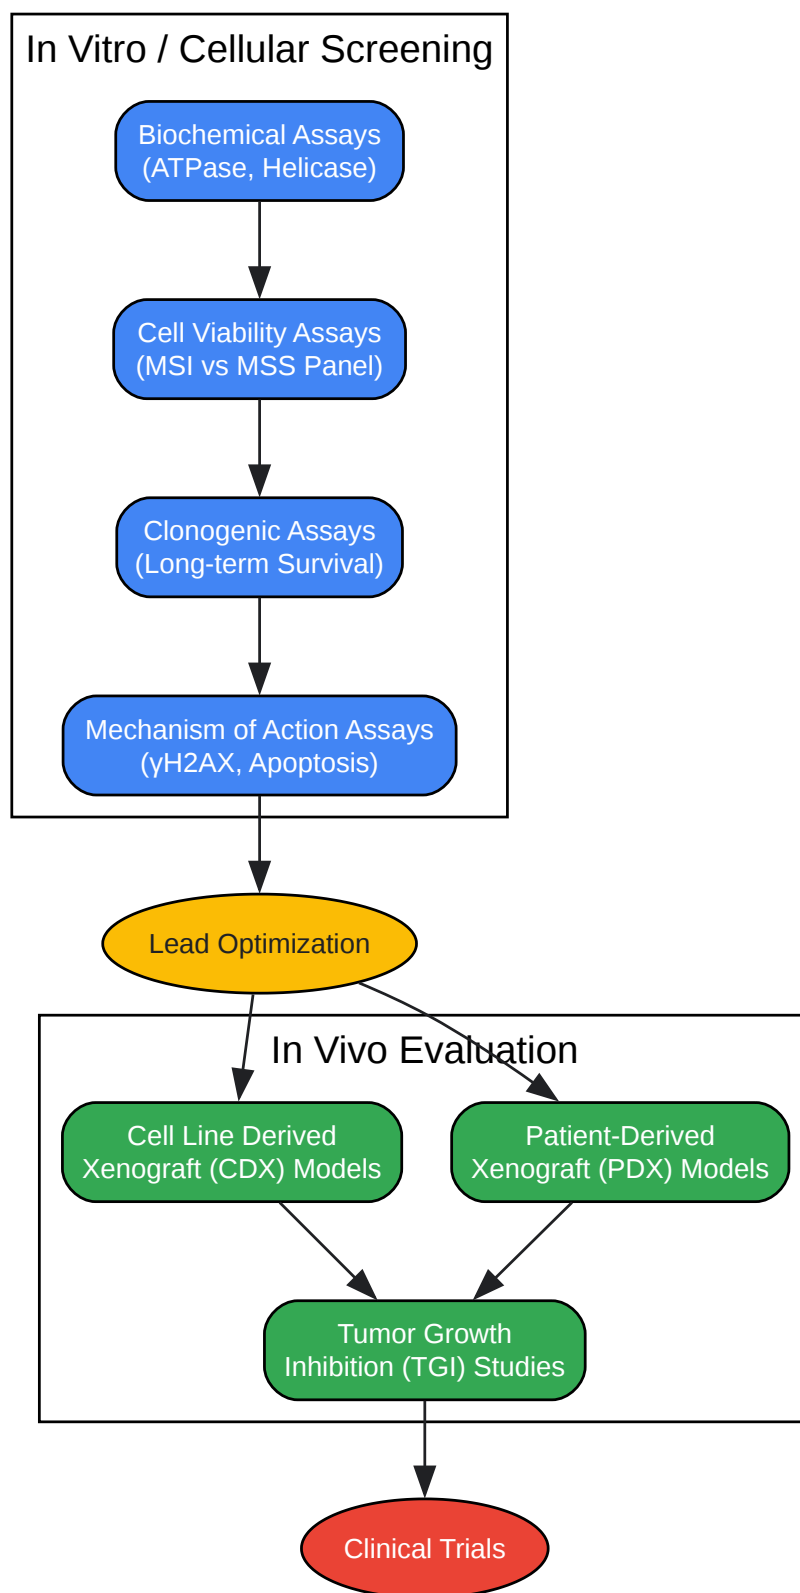 In Vitro / Cellular Screening
Biochemical Assays
(ATPase, Helicase)
Cell Viability Assays
(MSI vs MSS Panel)
Clonogenic Assays
(Long-term Survival)
Mechanism of Action Assays
(γH2AX, Apoptosis)
Lead Optimization
In Vivo Evaluation
Cell Line Derived
Xenograft (CDX) Models
Patient-Derived
Xenograft (PDX) Models
Tumor Growth
Inhibition (TGI) Studies
Clinical Trials